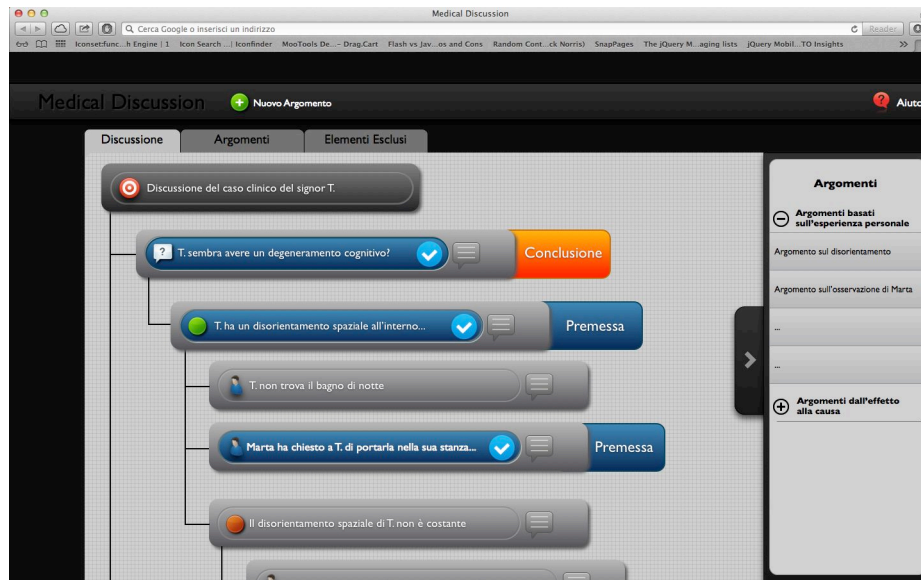 Medical Discussion
Cerca Google o inserisci un indirizzo
Reader
Iconset:func...h Engine | 1 Icon Search ...| Iconfinder MooTools De...– Drag.Cart Flash vs Jav...os and Cons Random Cont...ck Norris) SnapPages The jQuery M...aging lists jQuery Mobil...TO Insights
Medical Discussion
Nuovo Argomento
Aiuto
Discussione
Argomenti
Elementi Esclusi
Discussione del caso clinico del signor T.
T. sembra avere un degeneramento cognitivo?
Conclusione
T. ha un disorientamento spaziale all'interno...
Premessa
T. non trova il bagno di notte
Marta ha chiesto a T. di portarla nella sua stanza...
Premessa
Il disorientamento spaziale di T. non è costante
Argomenti
Argomenti basati
sull'esperienza personale
Argomento sul disorientamento
Argomento sull'osservazione di Marta
...
...
Argomenti dall'effetto
alla causa